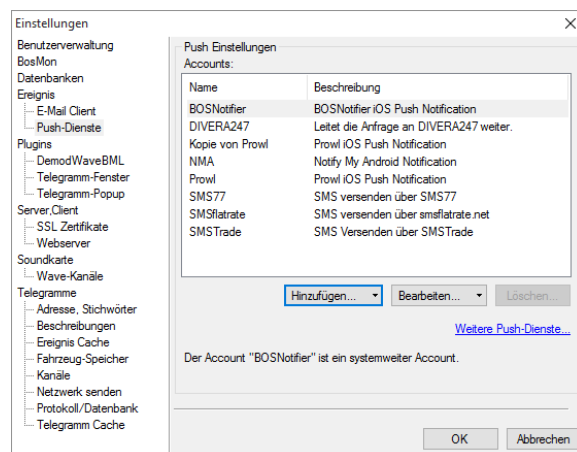 Einstellungen
Benutzerverwaltung
BosMon
Datenbanken
Ereignis
E-Mail Client
Push-Dienste
Plugins
DemodWaveBML
Telegramm-Fenster
Telegramm-Popup
Server,Client
SSL Zertifikate
Webserver
Soundkarte
Wave-Kanäle
Telegramme
Adresse, Stichwörter
Beschreibungen
Ereignis Cache
Fahrzeug-Speicher
Kanäle
Netzwerk senden
Protokoll/Datenbank
Telegramm Cache
Push Einstellungen
Accounts:
Name Beschreibung
BOSNotifier BOSNotifier iOS Push Notification
DIVERA247 Leitet die Anfrage an DIVERA247 weiter.
Kopie von Prowl Prowl iOS Push Notification
NMA Notify My Android Notification
Prowl Prowl iOS Push Notification
SMS77 SMS versenden über SMS77
SMSflatrate SMS versenden über smsflatrate.net
SMSTrade SMS Versenden über SMSTrade
Hinzufügen... Bearbeiten... Löschen...
Weitere Push-Dienste...
Der Account "BOSNotifier" ist ein systemweiter Account.
OK Abbrechen